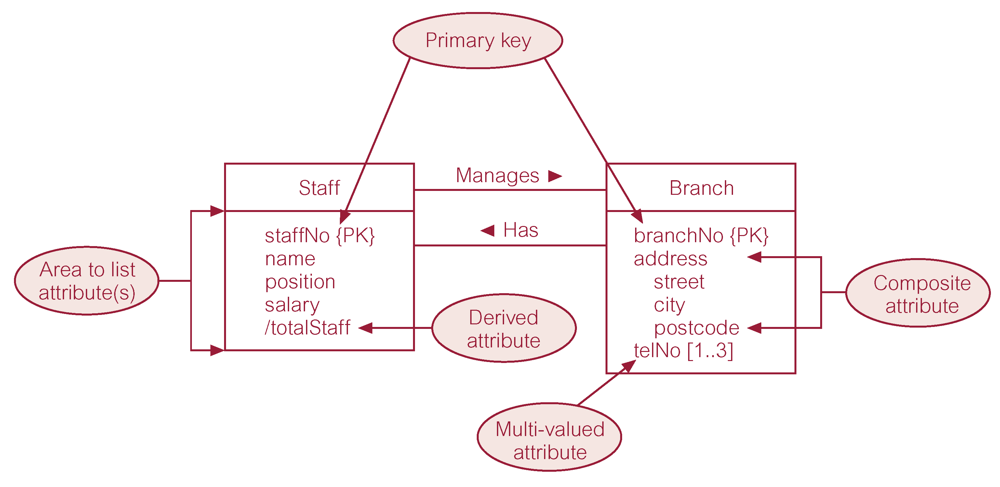 Primary key
Staff
Manages ►
Branch
◄ Has
staffNo {PK}
name
position
salary
/totalStaff
branchNo {PK}
address
street
city
postcode
telNo [1..3]
Area to list
attribute(s)
Derived
attribute
Composite
attribute
Multi-valued
attribute